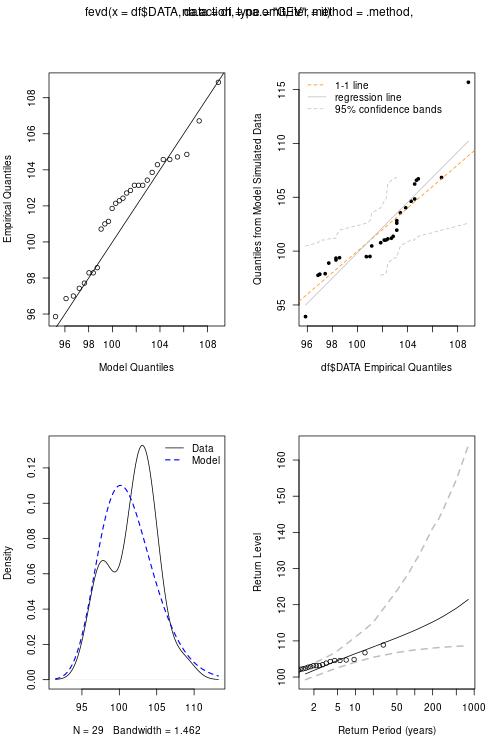 fevd(x = df$DATA,
method = .method,
96 98 100 104 108
Model Quantiles
96 98 100 102 104 106 108
Empirical Quantiles
1-1 line
regression line
95% confidence bands
96 98 100 104 108
df$DATA Empirical Quantiles
95 100 105 110 115
Quantiles from Model Simulated Data
Data
Model
95 100 105 110
N = 29 Bandwidth = 1.462
0.00 0.02 0.04 0.06 0.08 0.10 0.12
Density
2 5 10 50 200 1000
Return Period (years)
100 110 120 130 140 150 160
Return Level